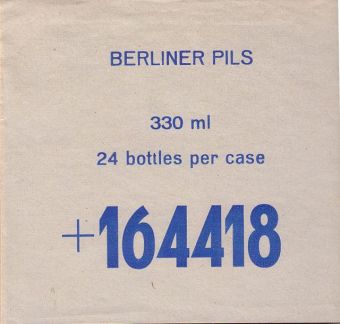 BERLINER PILS
330 ml
24 bottles per case
+164418